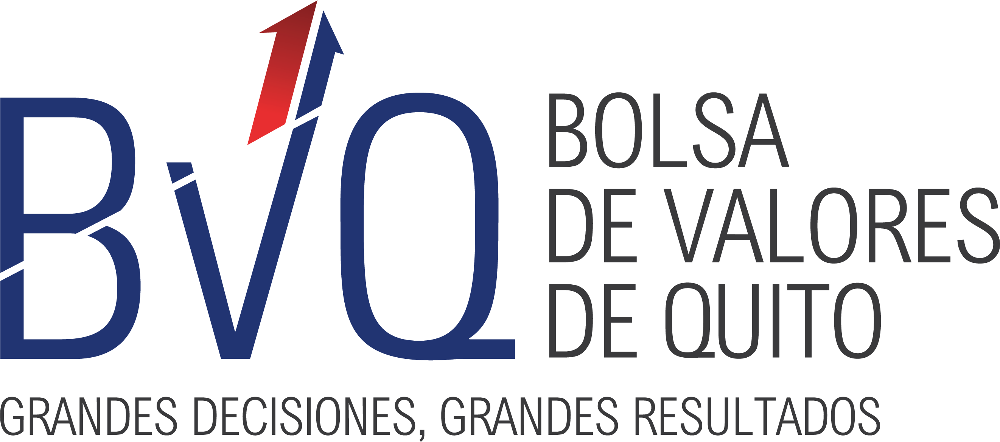 BVQ
BOLSA
DE VALORES
DE QUITO
GRANDES DECISIONES, GRANDES RESULTADOS